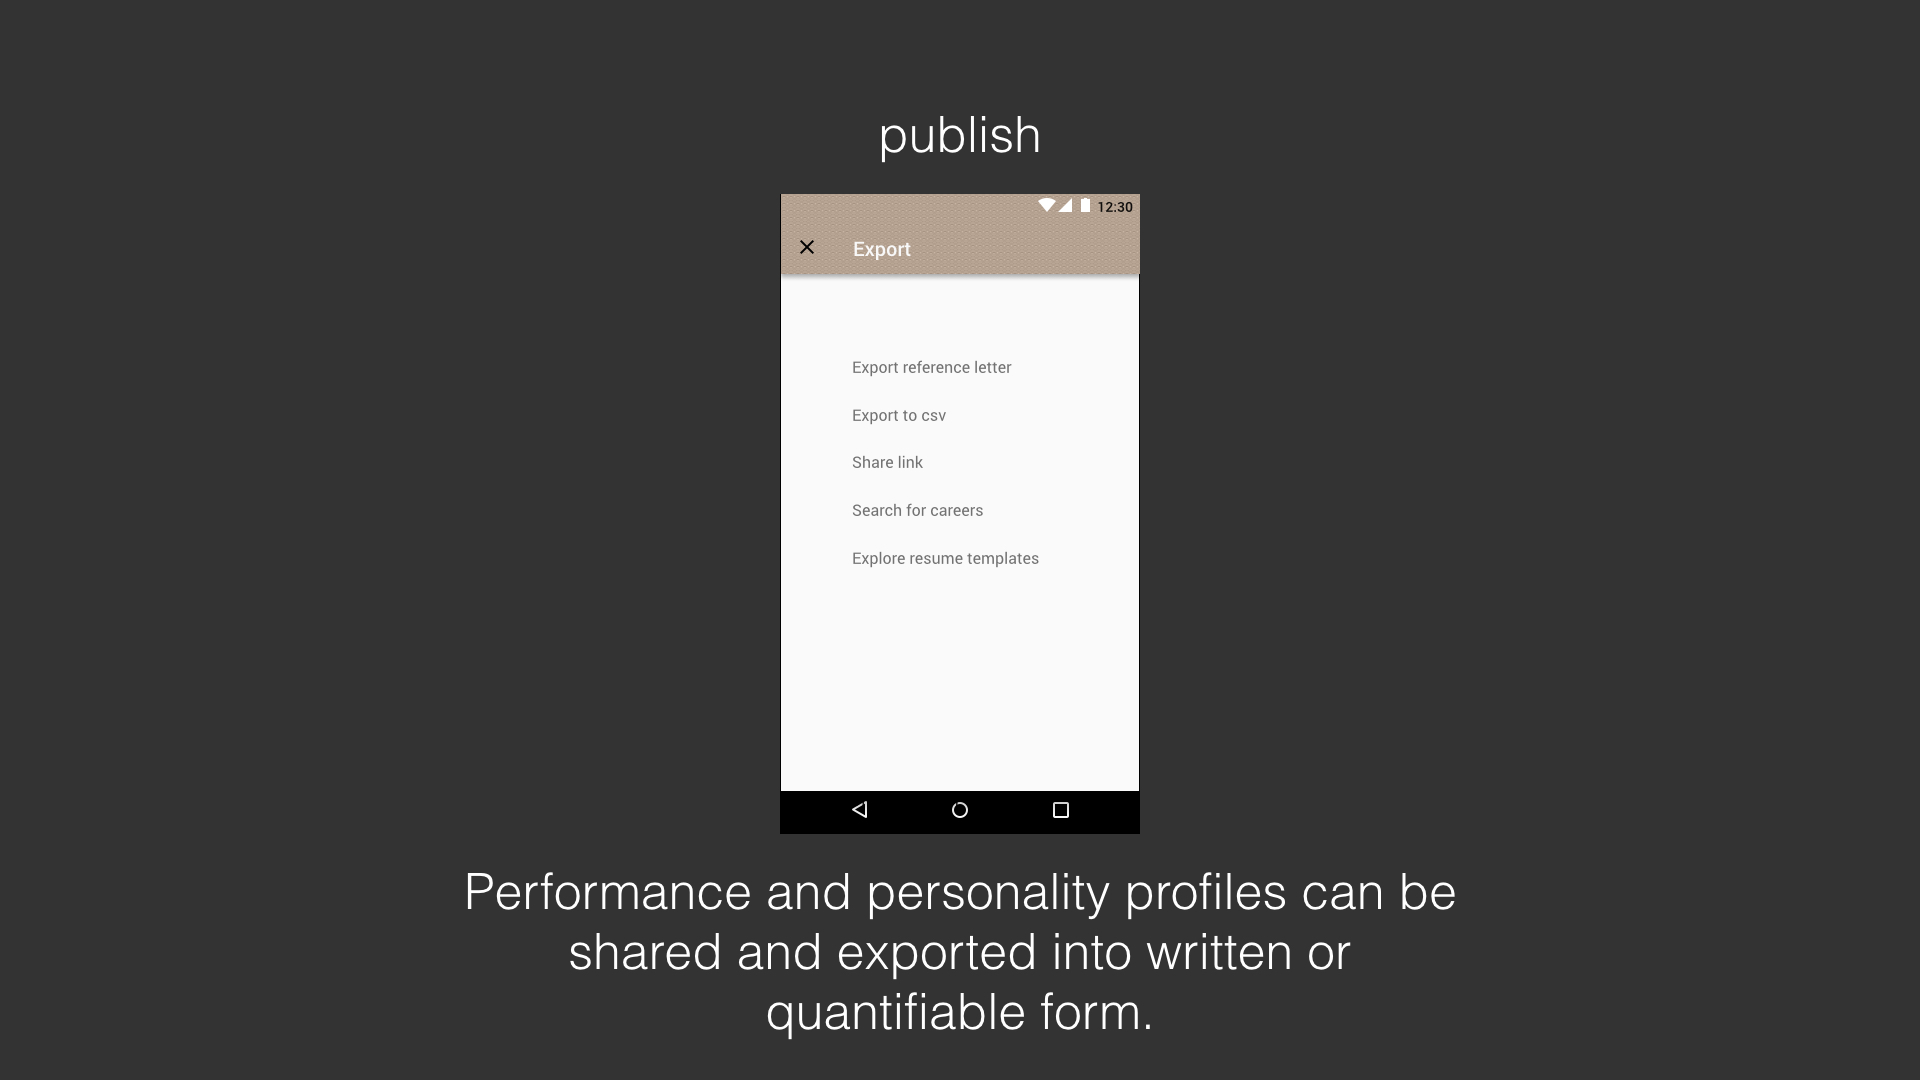 publish
12:30
Export
Export reference letter
Export to csv
Share link
Search for careers
Explore resume templates
Performance and personality profiles can be
shared and exported into written or
quantifiable form.